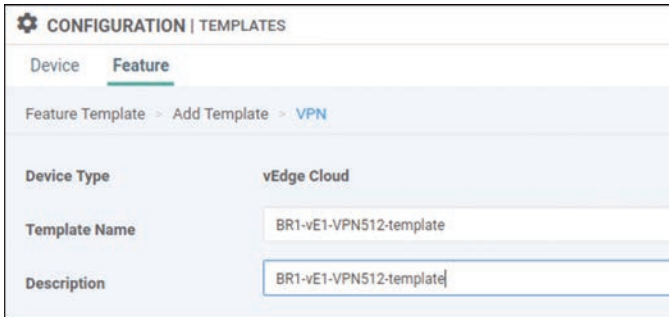 CONFIGURATION | TEMPLATES
Device Feature
Feature Template > Add Template > VPN
Device Type vEdge Cloud
Template Name BR1-vE1-VPN512-template
Description BR1-vE1-VPN512-template